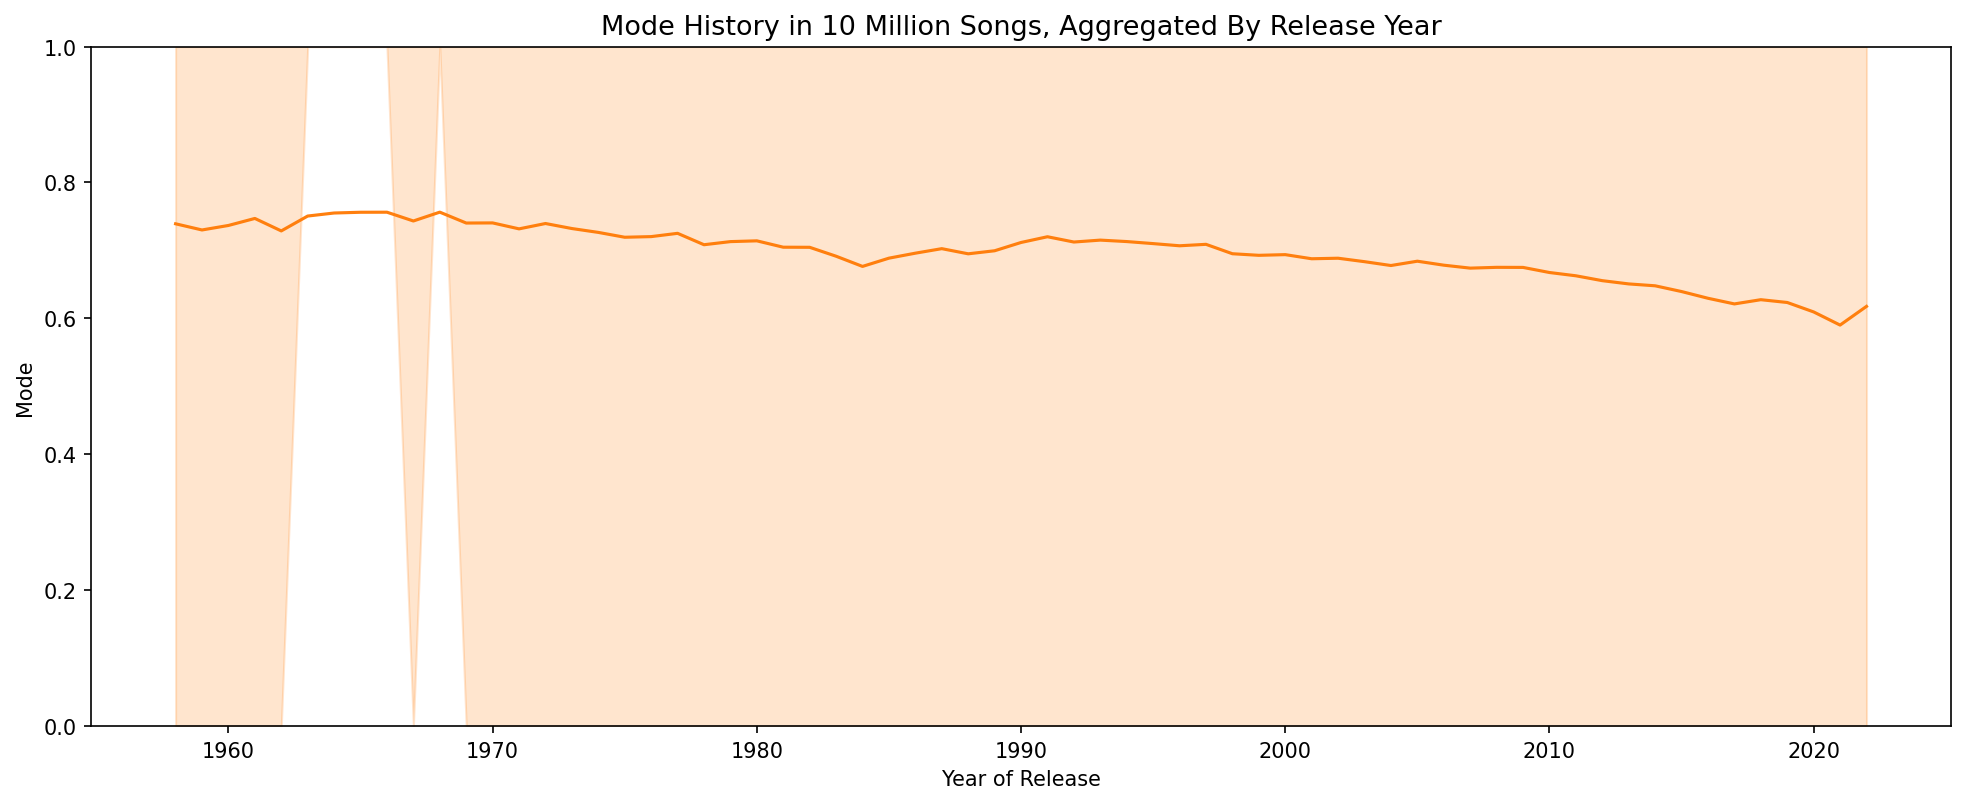 Mode History in 10 Million Songs, Aggregated By Release Year
1.0
0.8
0.6
0.4
0.2
0.0
Mode
1960 1970 1980 1990 2000 2010 2020
Year of Release